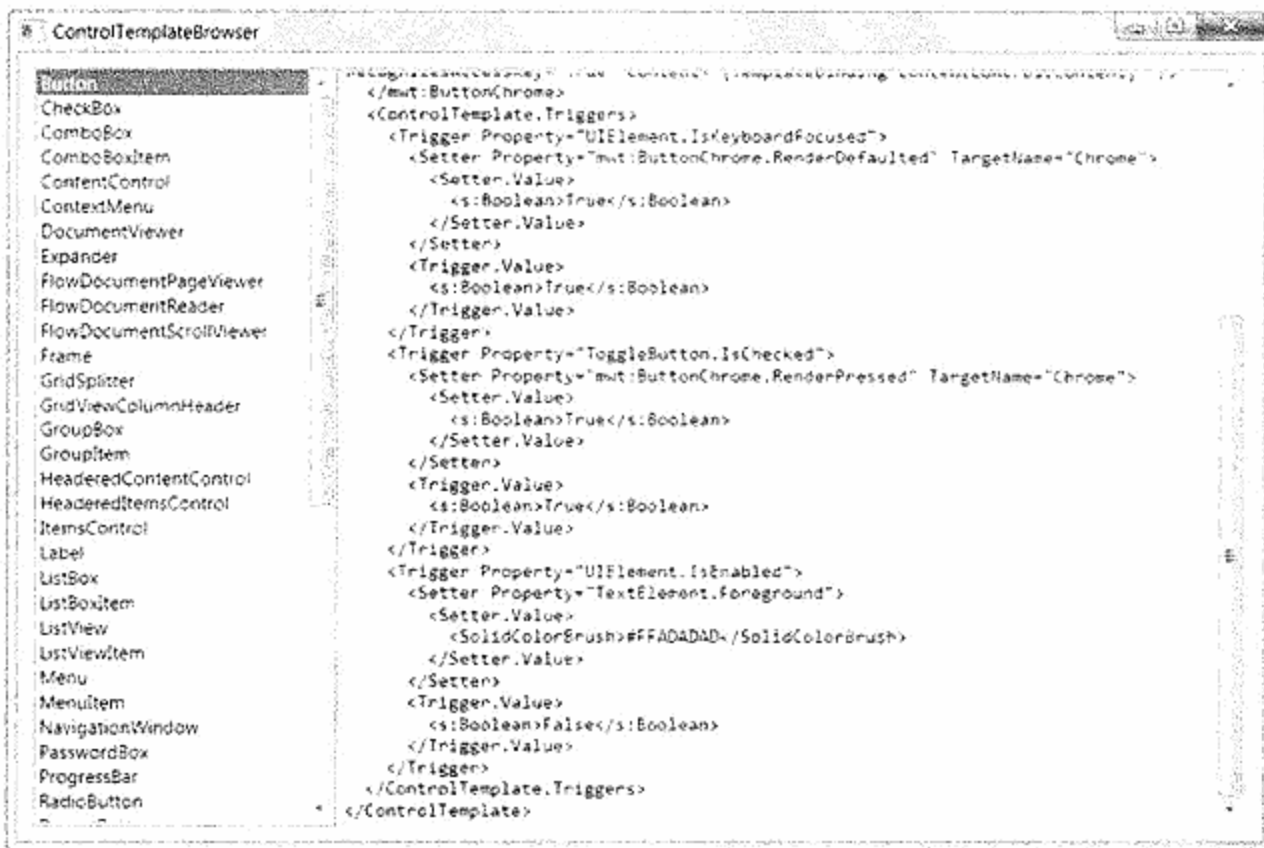 ControlTemplateBrowser
Button
CheckBox
ComboBox
ComboBoxItem
ContentControl
ContextMenu
DocumentViewer
Expander
FlowDocumentPageViewer
FlowDocumentReader
FlowDocumentScrollViewer
Frame
GridSplitter
GridViewColumnHeader
GroupBox
GroupItem
HeaderedContentControl
HeaderedItemsControl
ItemsControl
Label
ListBox
ListBoxItem
ListView
ListViewItem
Menu
MenuItem
NavigationWindow
PasswordBox
ProgressBar
RadioButton
</mwt:ButtonChrome>
<ControlTemplate.Triggers>
<Trigger Property="UIElement.IsKeyboardFocused">
<Setter Property="mwt:ButtonChrome.RenderDefaulted" TargetName="Chrome">
<Setter.Value>
<s:Boolean>True</s:Boolean>
</Setter.Value>
</Setter>
<Trigger.Value>
<s:Boolean>True</s:Boolean>
</Trigger.Value>
</Trigger>
<Trigger Property="ToggleButton.IsChecked">
<Setter Property="mwt:ButtonChrome.RenderPressed" TargetName="Chrome">
<Setter.Value>
<s:Boolean>True</s:Boolean>
</Setter.Value>
</Setter>
<Trigger.Value>
<s:Boolean>True</s:Boolean>
</Trigger.Value>
</Trigger>
<Trigger Property="UIElement.IsEnabled">
<Setter Property="TextElement.Foreground">
<Setter.Value>
<SolidColorBrush>#FFADADAD</SolidColorBrush>
</Setter.Value>
</Setter>
<Trigger.Value>
<s:Boolean>False</s:Boolean>
</Trigger.Value>
</Trigger>
</ControlTemplate.Triggers>
</ControlTemplate>